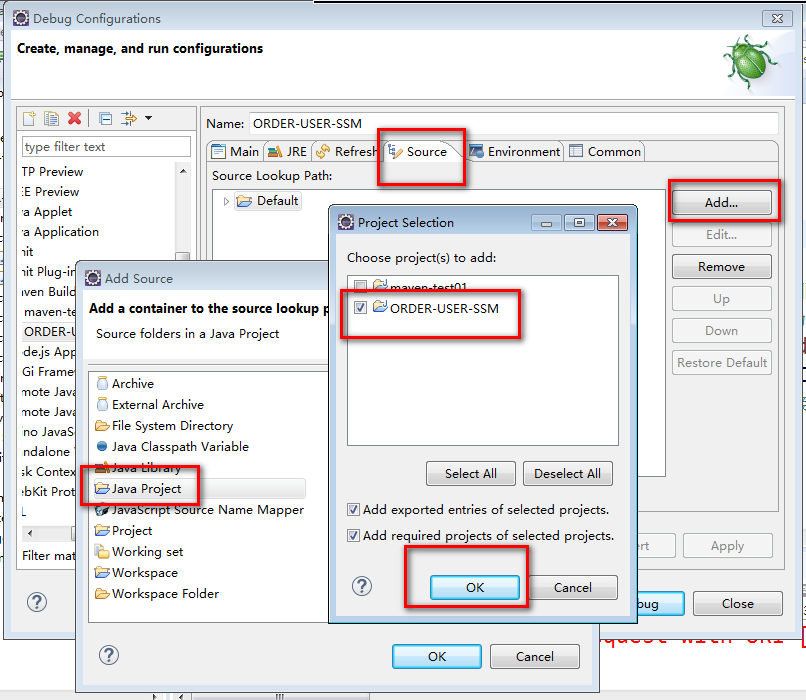 Debug Configurations
Create, manage, and run configurations
Name: ORDER-USER-SSM
type filter text
Main JRE Refresh Source Environment Common
Source Lookup Path:
Default
TP Preview
EE Preview
va Applet
va Application
nit
nit Plug-in
ven Build
maven-test
ORDER-U
de.js App
Gi Framew
mote Java
mote Java
no JavaS
ndalone
sk Contex
ebKit Prot
Filter mat
Add...
Edit...
Remove
Up
Down
Restore Default
Apply
Close
Add Source
Add a container to the source lookup p
Source folders in a Java Project
Archive
External Archive
File System Directory
Java Classpath Variable
Java Library
Java Project
JavaScript Source Name Mapper
Project
Working set
Workspace
Workspace Folder
OK
Cancel
Project Selection
Choose project(s) to add:
maven-test01
ORDER-USER-SSM
Select All
Deselect All
Add exported entries of selected projects.
Add required projects of selected projects.
OK
Cancel